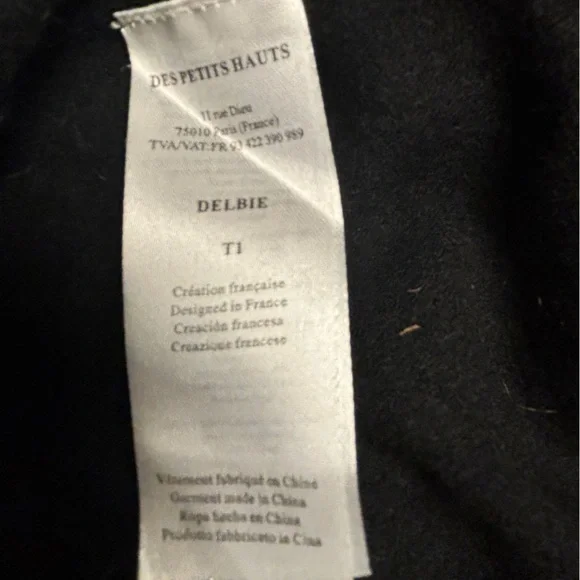 DES PETITS HAUTS
11 rue Dieu
75010 Paris (France)
TVA/VAT:FR 93 422 390 989
DELBIE
T1
Création française
Designed in France
Creación francesa
Creazione francese
Vêtement fabriqué en Chine
Garment made in China
Ropa hecha en China
Prodotto fabbricato in Cina